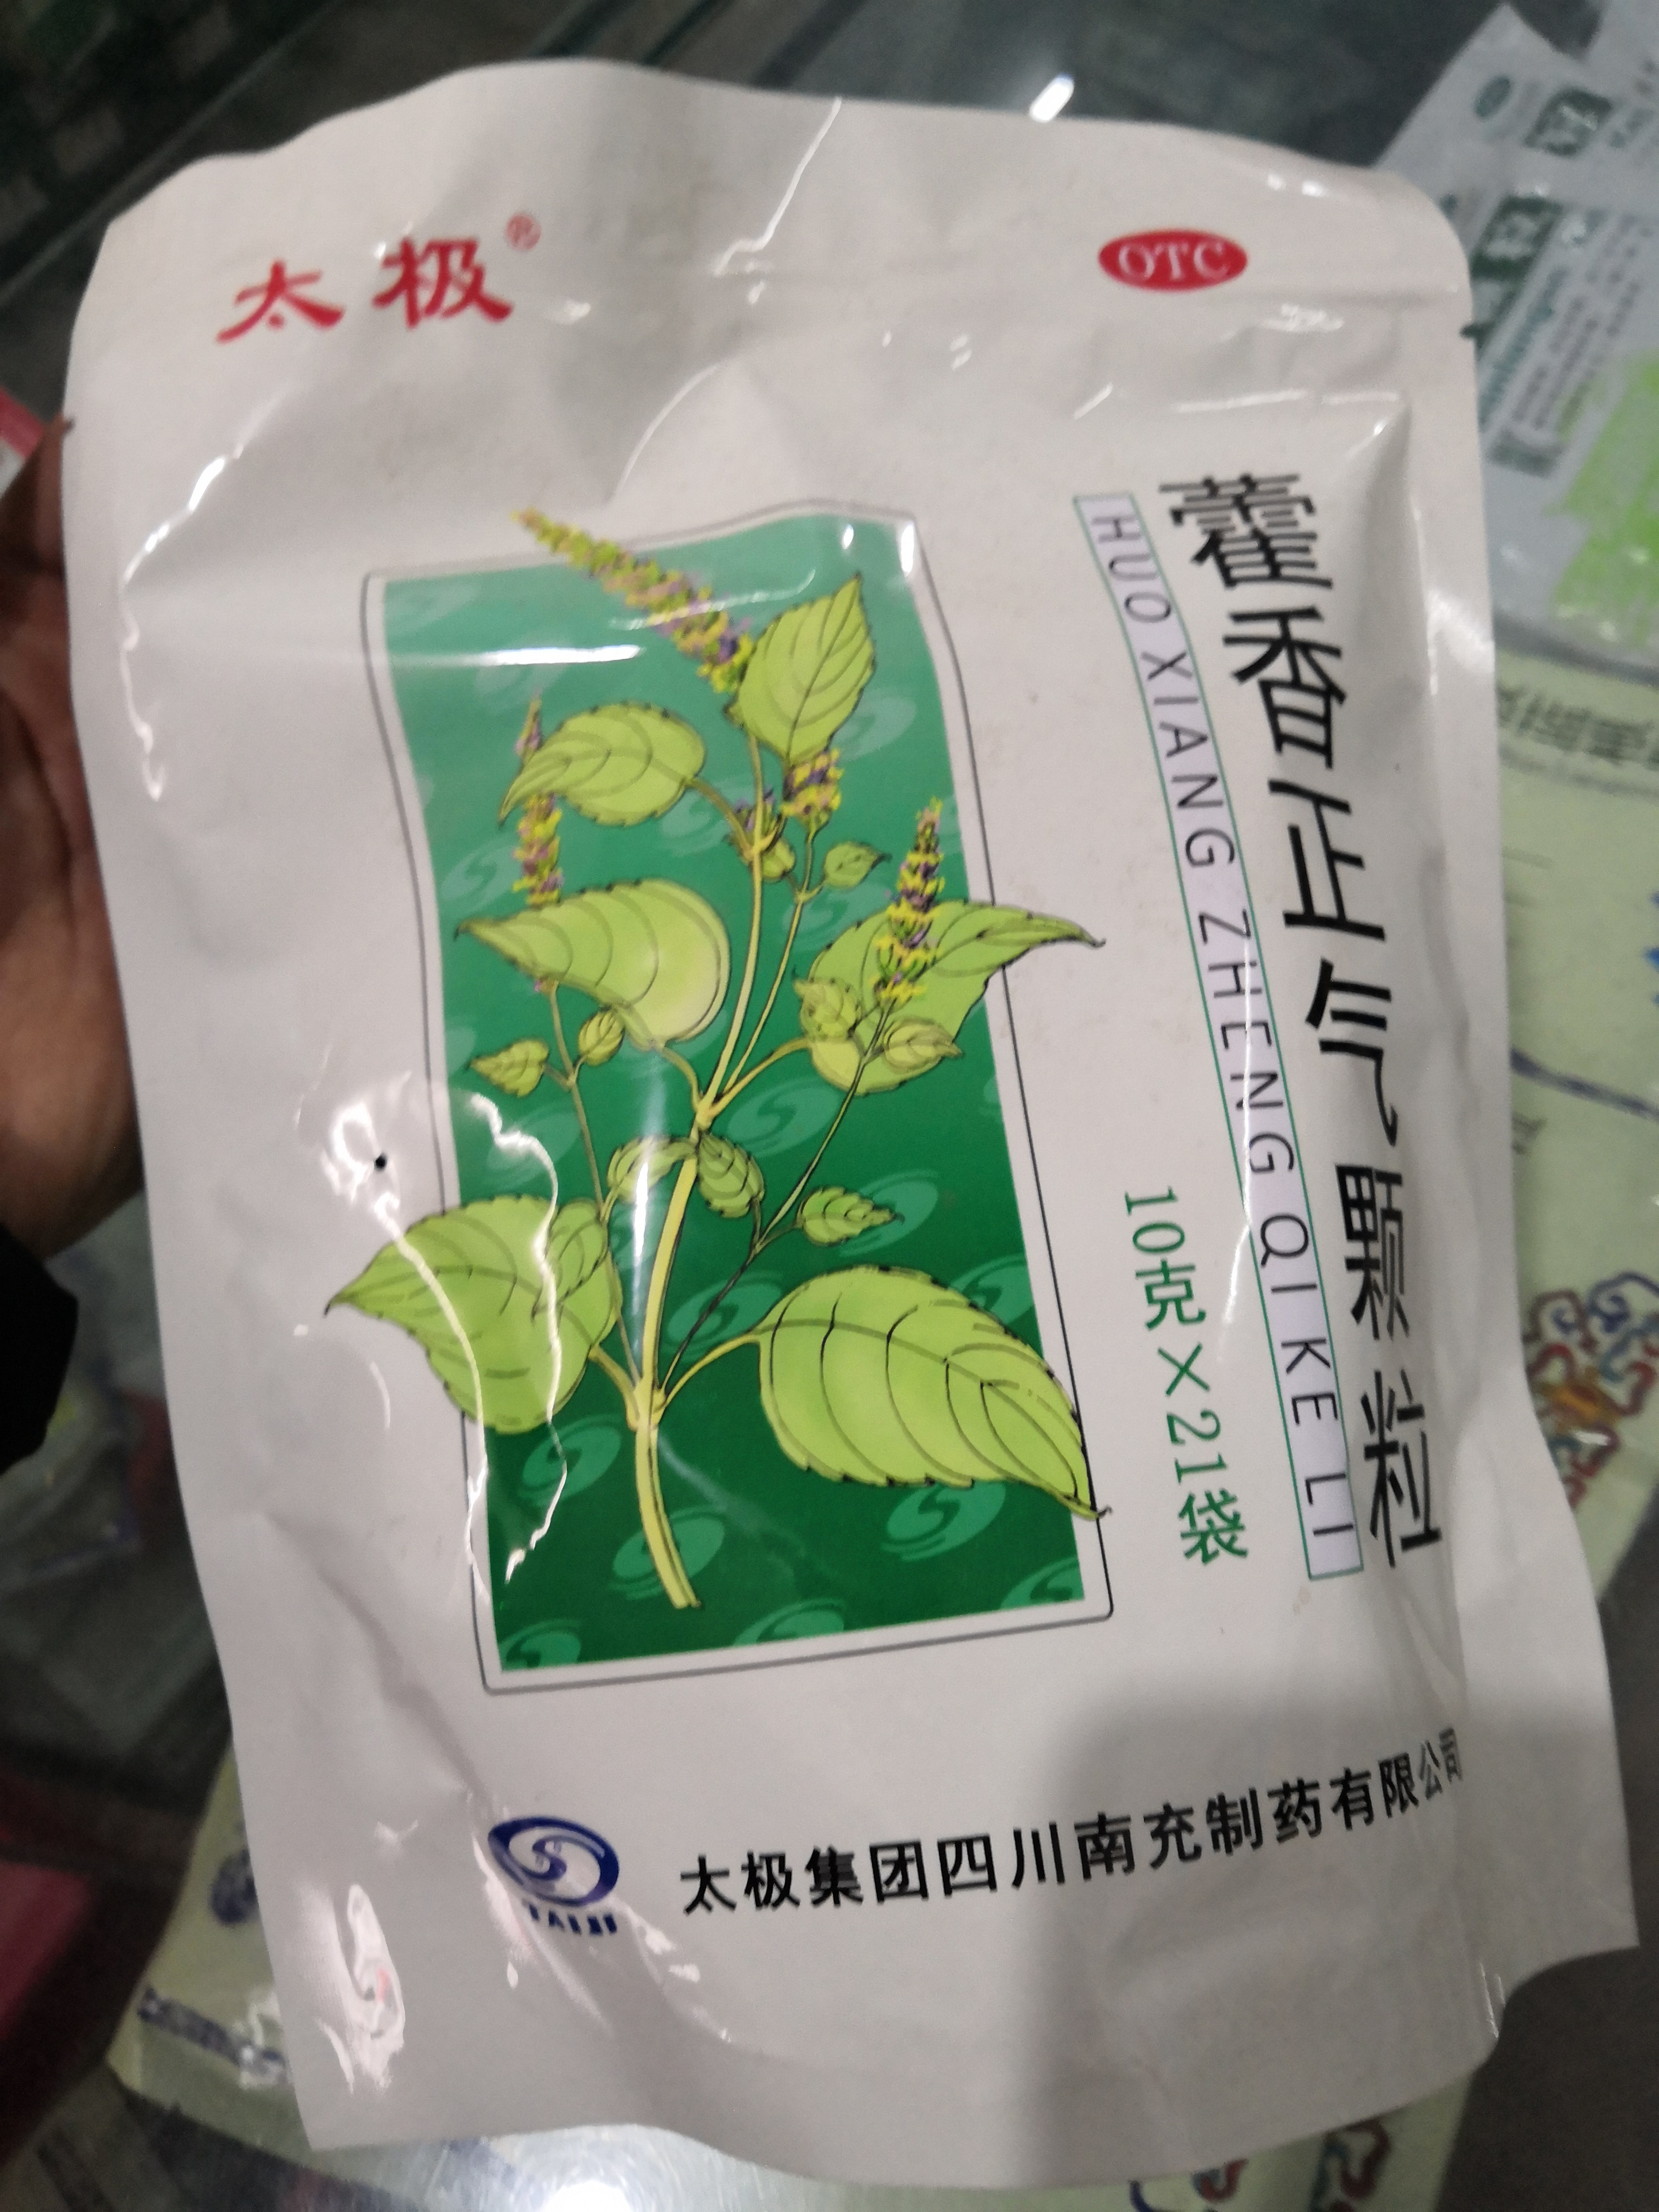 太极®
OTC
藿香止气颗粒
HUO XIANG ZHENG QI KE LI
10克×21袋
TAIJI
太极集团四川南充制药有限公司